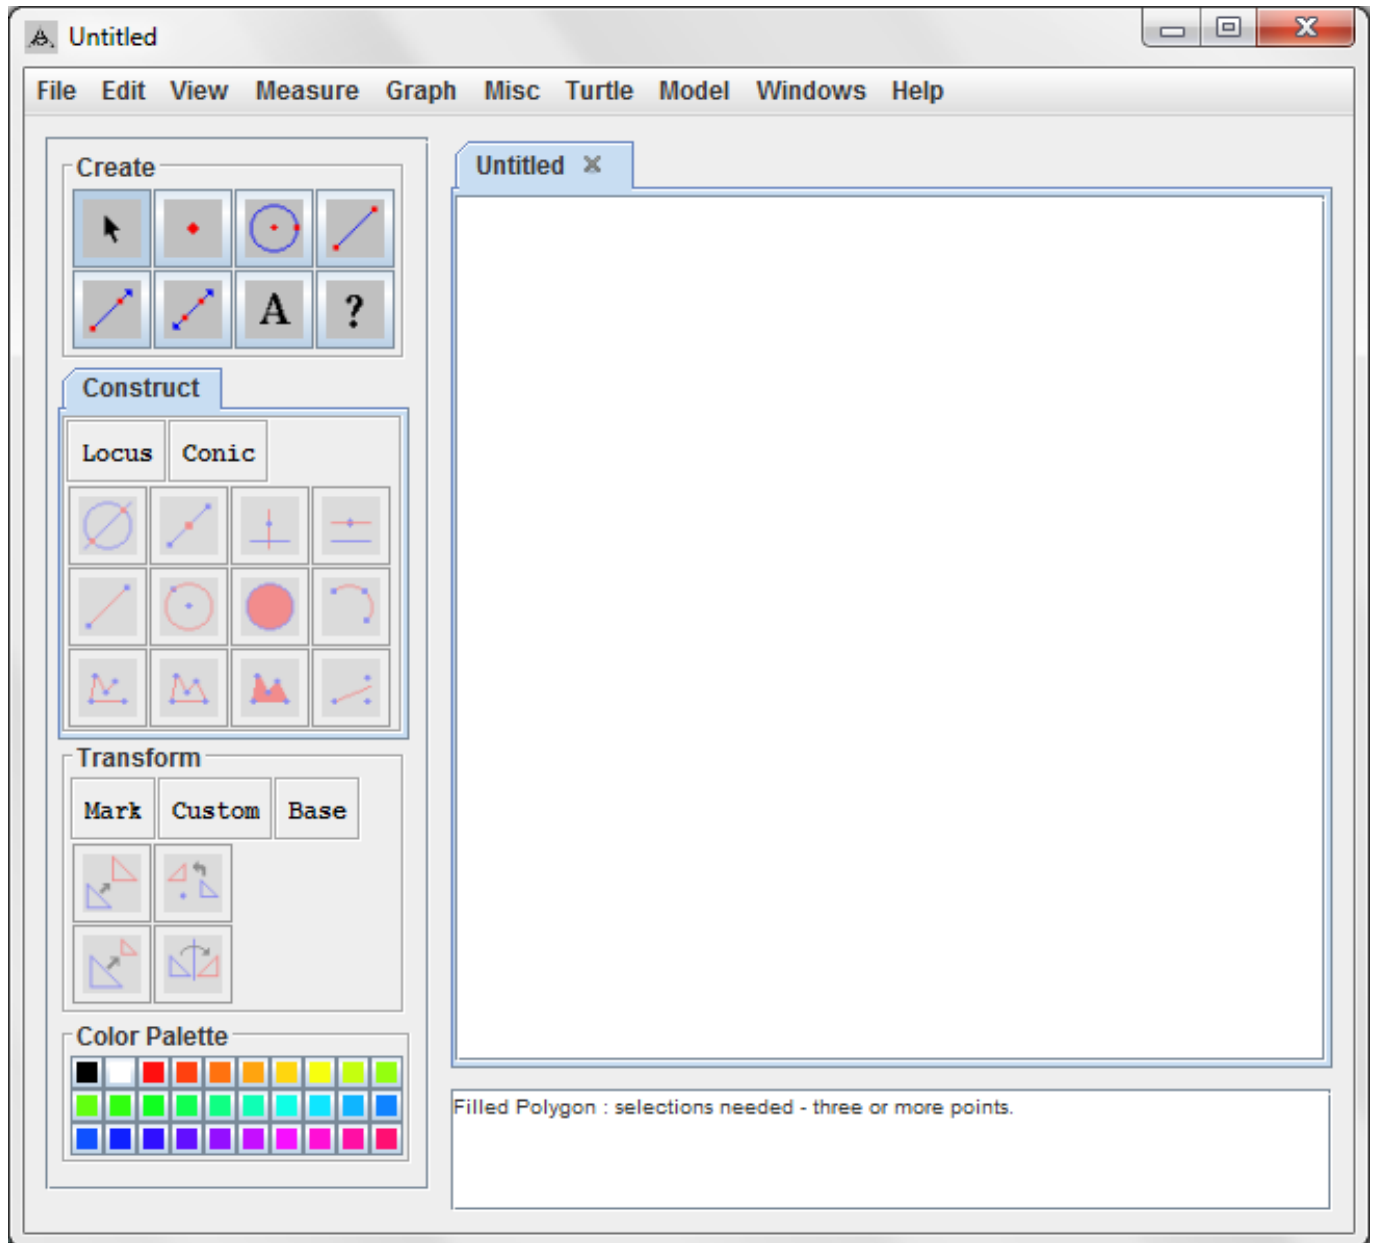 Untitled
File Edit View Measure Graph Misc Turtle Model Windows Help
Create
A ?
Construct
Locus Conic
Transform
Mark Custom Base
Color Palette
Untitled
Filled Polygon : selections needed - three or more points.